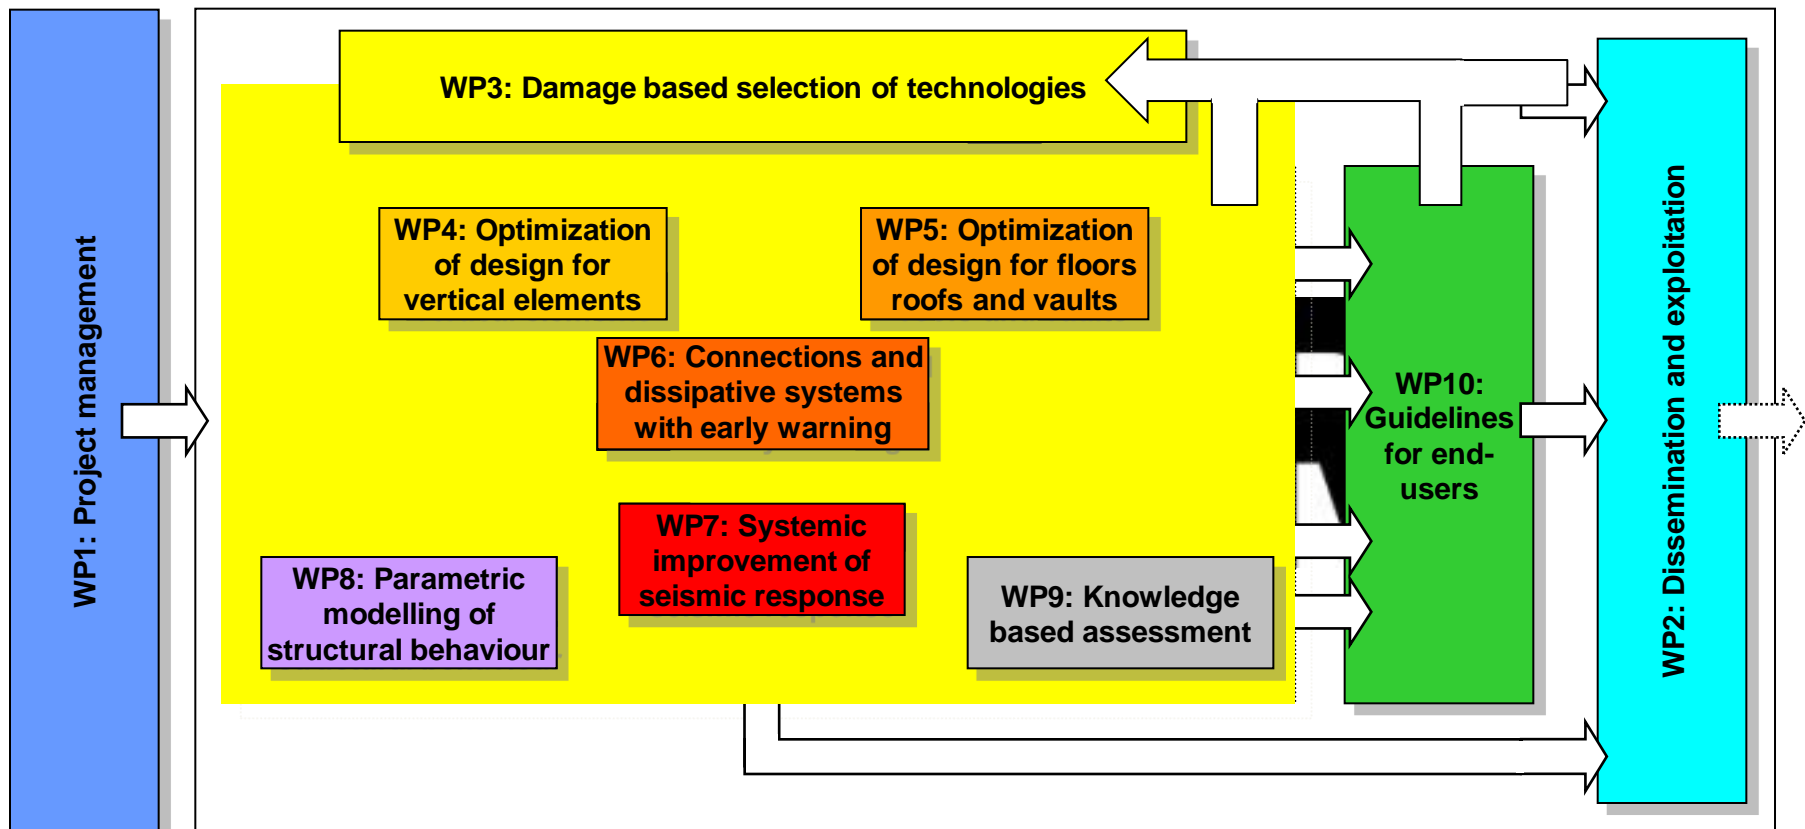 WP1: Project management
WP3: Damage based selection of technologies
WP4: Optimization
of design for
vertical elements
WP5: Optimization
of design for floors
roofs and vaults
WP6: Connections and
dissipative systems
with early warning
WP7: Systemic
improvement of
seismic response
WP8: Parametric
modelling of
structural behaviour
WP9: Knowledge
based assessment
WP10:
Guidelines
for end-
users
WP2: Dissemination and exploitation